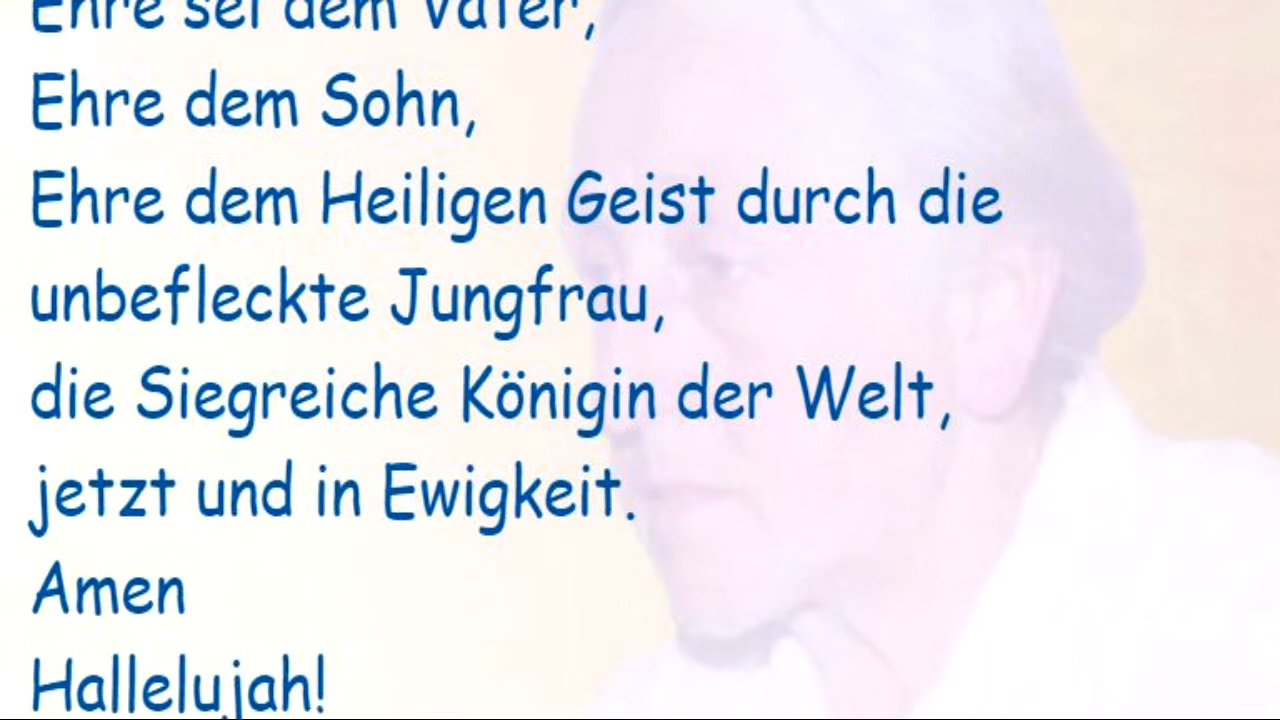 Ehre sei dem Vater,
Ehre dem Sohn,
Ehre dem Heiligen Geist durch die
unbefleckte Jungfrau,
die Siegreiche Königin der Welt,
jetzt und in Ewigkeit.
Amen
Hallelujah!